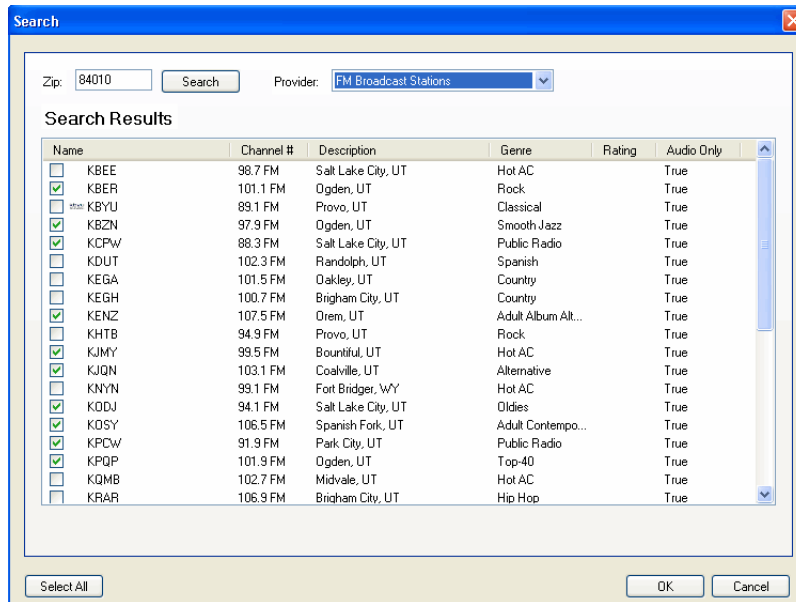 Search
Zip: 84010 Search Provider: FM Broadcast Stations
Search Results
Name Channel # Description Genre Rating Audio Only
KBEE 98.7 FM Salt Lake City, UT Hot AC True
KBER 101.1 FM Ogden, UT Rock True
KBYU 89.1 FM Provo, UT Classical True
KBZN 97.9 FM Ogden, UT Smooth Jazz True
KCPW 88.3 FM Salt Lake City, UT Public Radio True
KDUT 102.3 FM Randolph, UT Spanish True
KEGA 101.5 FM Oakley, UT Country True
KEGH 100.7 FM Brigham City, UT Country True
KENZ 107.5 FM Orem, UT Adult Album Alt... True
KHTB 94.9 FM Provo, UT Rock True
KJMY 99.5 FM Bountiful, UT Hot AC True
KJQN 103.1 FM Coalville, UT Alternative True
KNYN 99.1 FM Fort Bridger, WY Hot AC True
KODJ 94.1 FM Salt Lake City, UT Oldies True
KOSY 106.5 FM Spanish Fork, UT Adult Contempo... True
KPCW 91.9 FM Park City, UT Public Radio True
KPQP 101.9 FM Ogden, UT Top-40 True
KQMB 102.7 FM Midvale, UT Hot AC True
KRAR 106.9 FM Brigham City, UT Hip Hop True
Select All OK Cancel